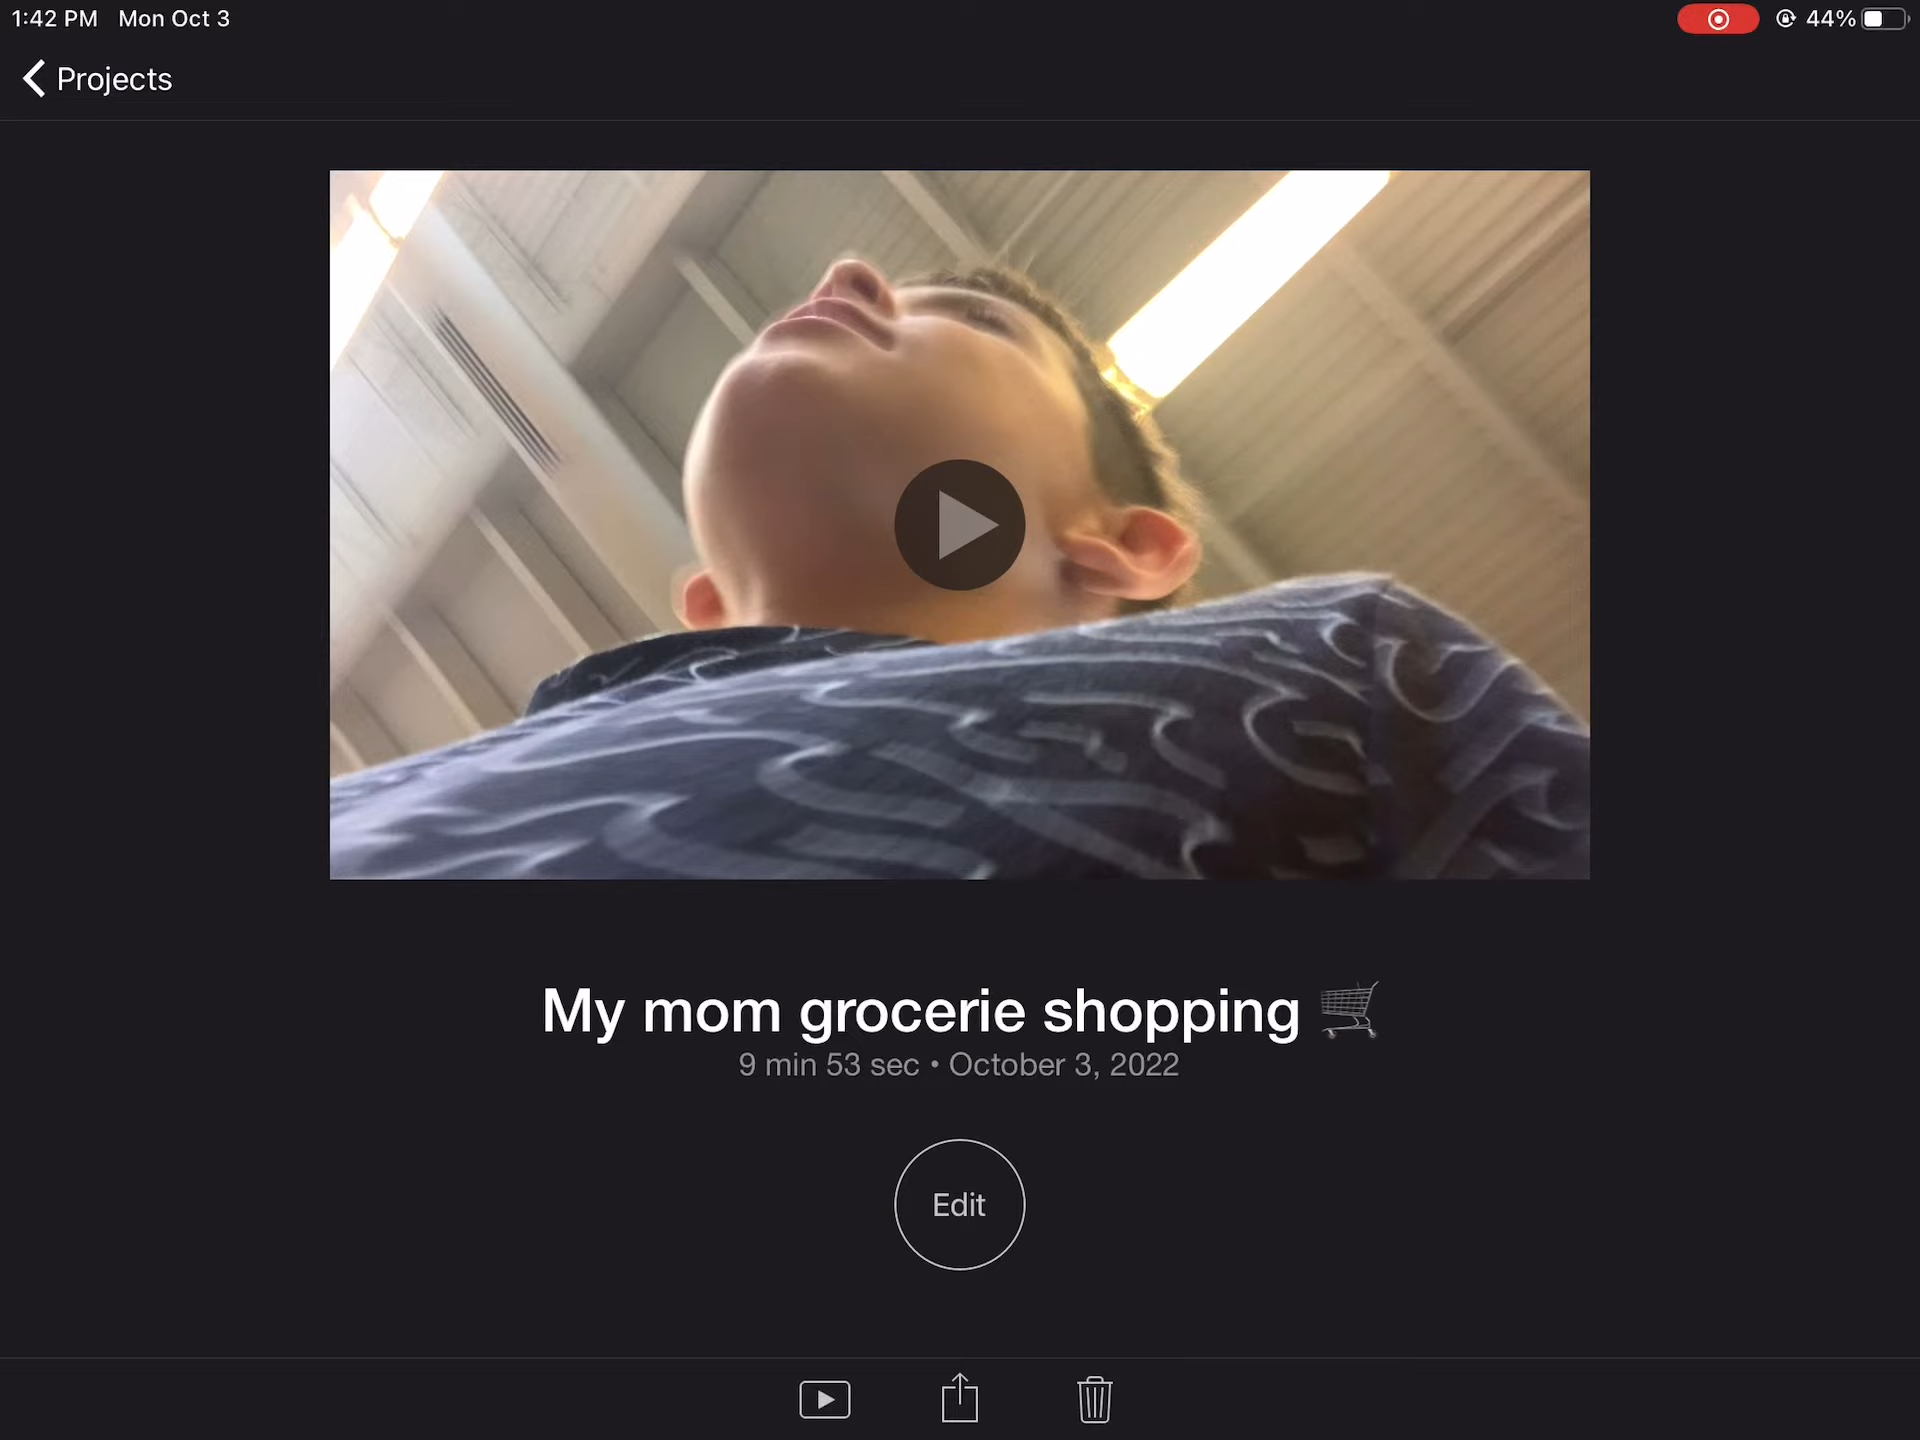 1:42 PM Mon Oct 3
44%
Projects
My mom grocerie shopping 🛒
9 min 53 sec • October 3, 2022
Edit